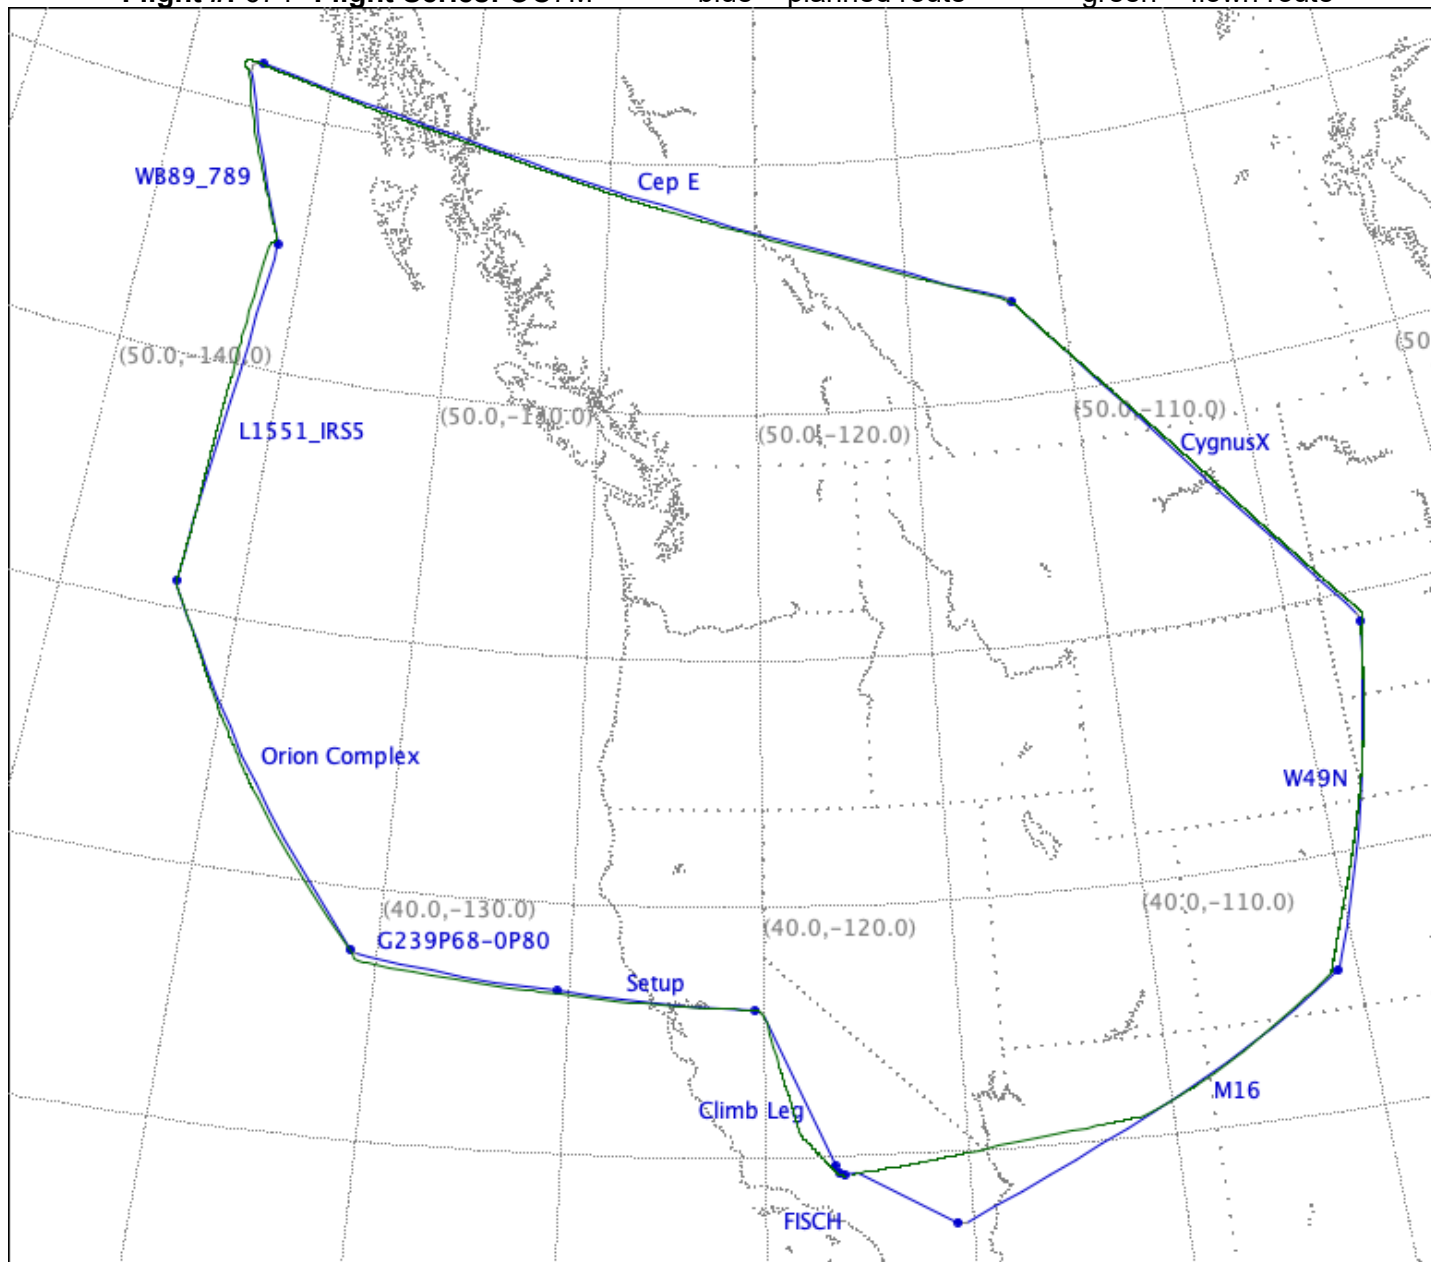 WB89_789
Cep E
(50.0,-140.0)
(50
L1551_IRS5
(50.0,-130.0)
(50.0,-120.0)
(50.0,-110.0)
CygnusX
Orion Complex
W49N
(40.0,-130.0)
(40.0,-120.0)
(40.0,-110.0)
G239P68-0P80
Setup
Climb Leg
M16
FISCH